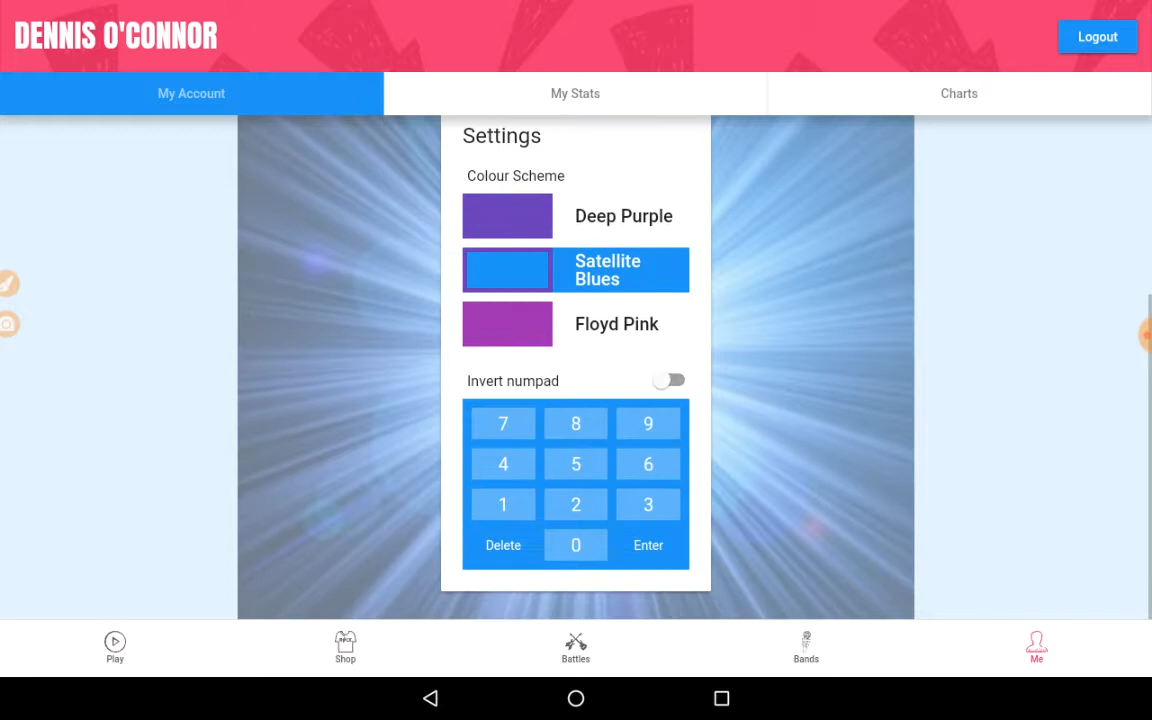 DENNIS O'CONNOR
Logout
My Account
My Stats
Charts
Settings
Colour Scheme
Deep Purple
Satellite
Blues
Floyd Pink
Invert numpad
7 8 9
4 5 6
1 2 3
Delete 0 Enter
Play
Shop
Battles
Bands
Me